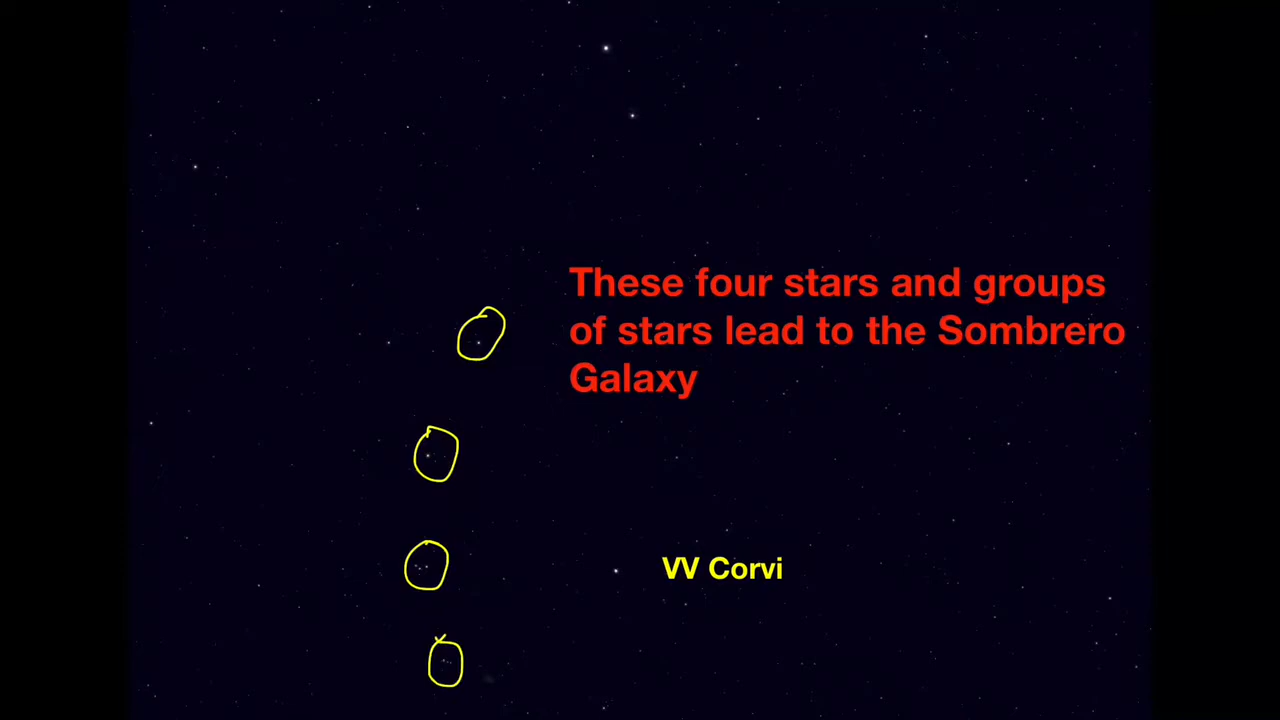 These four stars and groups
of stars lead to the Sombrero
Galaxy
VV Corvi